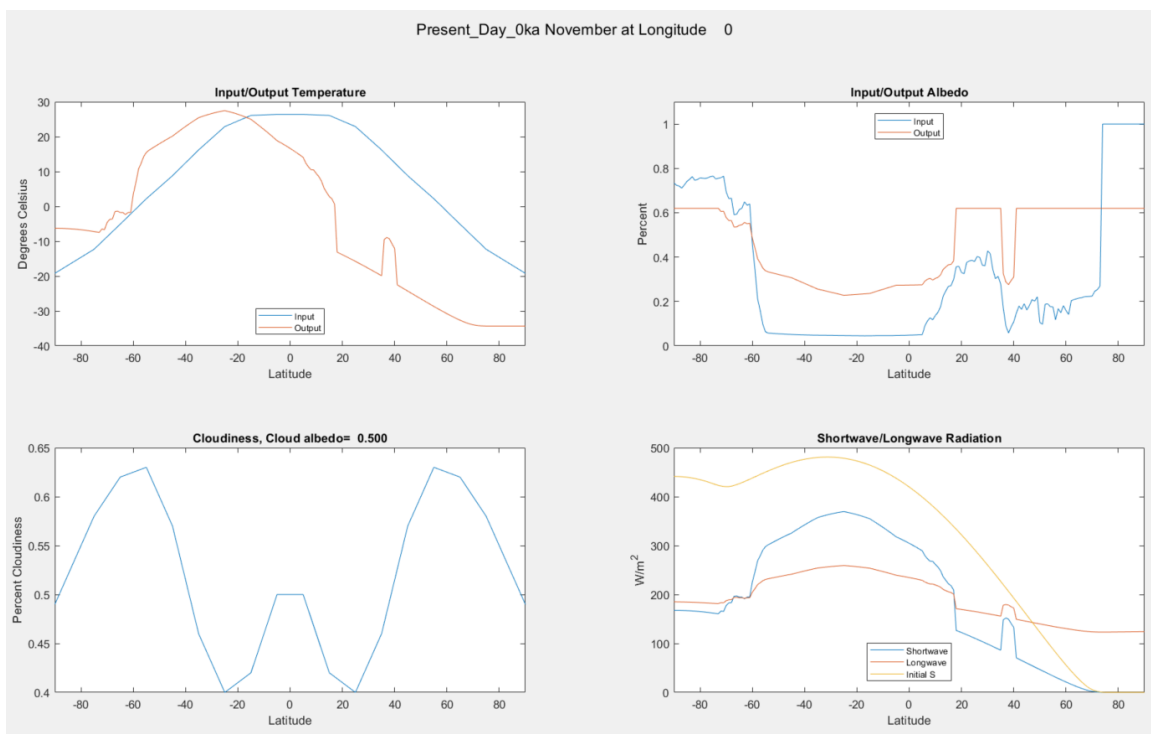 Present_Day_0ka November at Longitude 0
Input/Output Temperature
30
20
10
0
-10
-20
-30
-40
Degrees Celsius
Input
Output
-80 -60 -40 -20 0 20 40 60 80
Latitude
Input/Output Albedo
1
0.8
0.6
0.4
0.2
0
Percent
Input
Output
-80 -60 -40 -20 0 20 40 60 80
Latitude
Cloudiness, Cloud albedo= 0.500
0.65
0.6
0.55
0.5
0.45
0.4
Percent Cloudiness
-80 -60 -40 -20 0 20 40 60 80
Latitude
Shortwave/Longwave Radiation
500
400
300
200
100
0
W/m²
Shortwave
Longwave
Initial S
-80 -60 -40 -20 0 20 40 60 80
Latitude